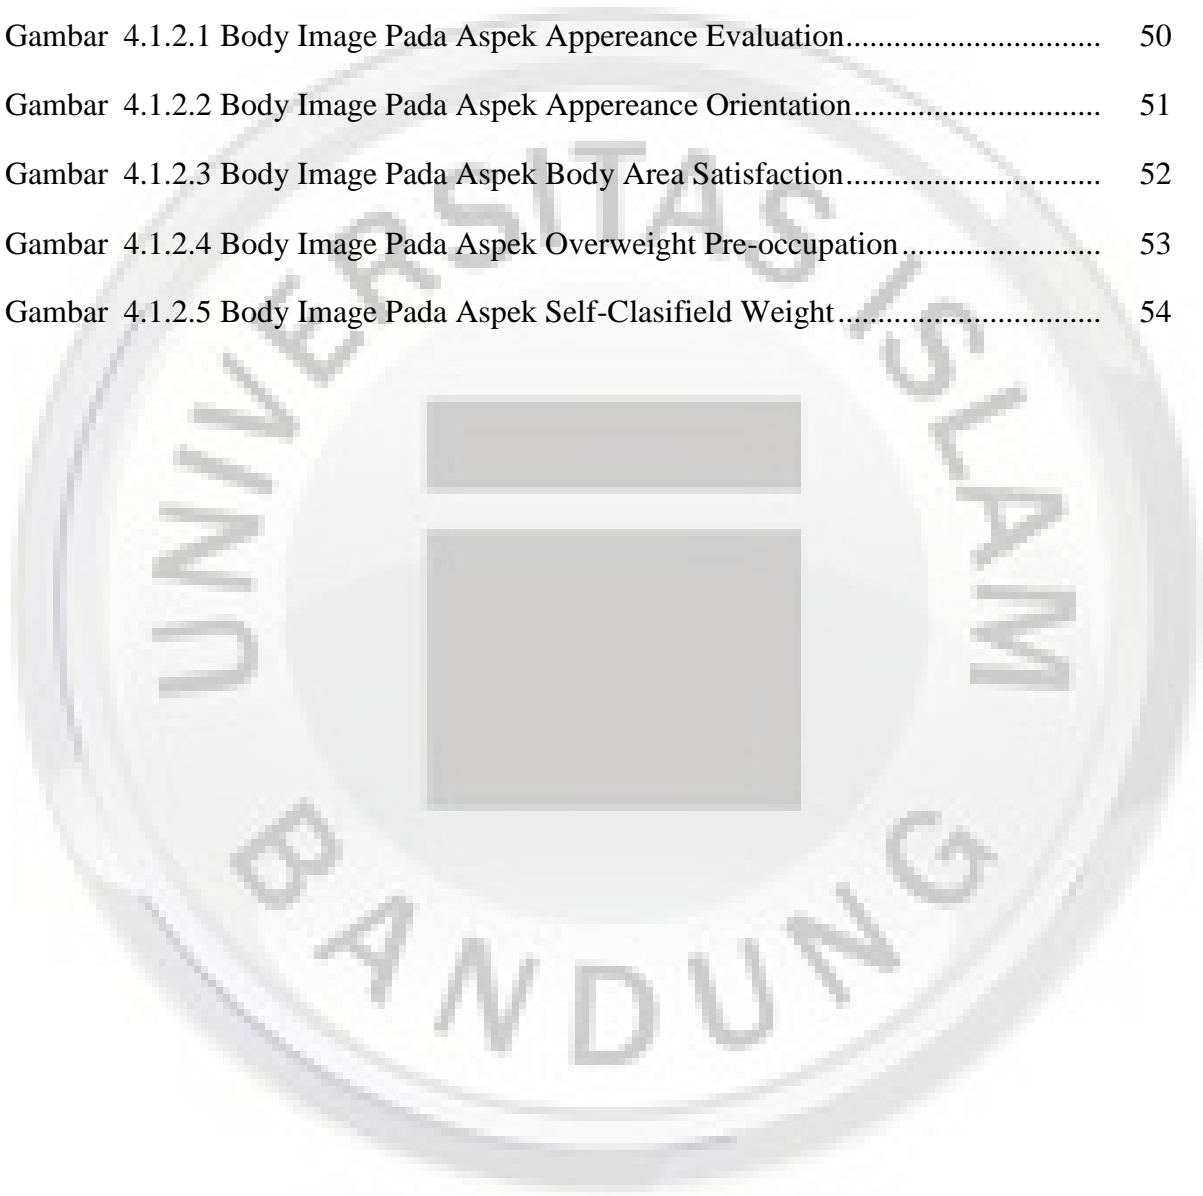 Gambar 4.1.2.1 Body Image Pada Aspek Appereance Evaluation................................ 50
Gambar 4.1.2.2 Body Image Pada Aspek Appereance Orientation............................... 51
Gambar 4.1.2.3 Body Image Pada Aspek Body Area Satisfaction................................ 52
Gambar 4.1.2.4 Body Image Pada Aspek Overweight Pre-occupation......................... 53
Gambar 4.1.2.5 Body Image Pada Aspek Self-Clasifield Weight................................. 54
UNIVERSITAS ISLAM
BANDUNG